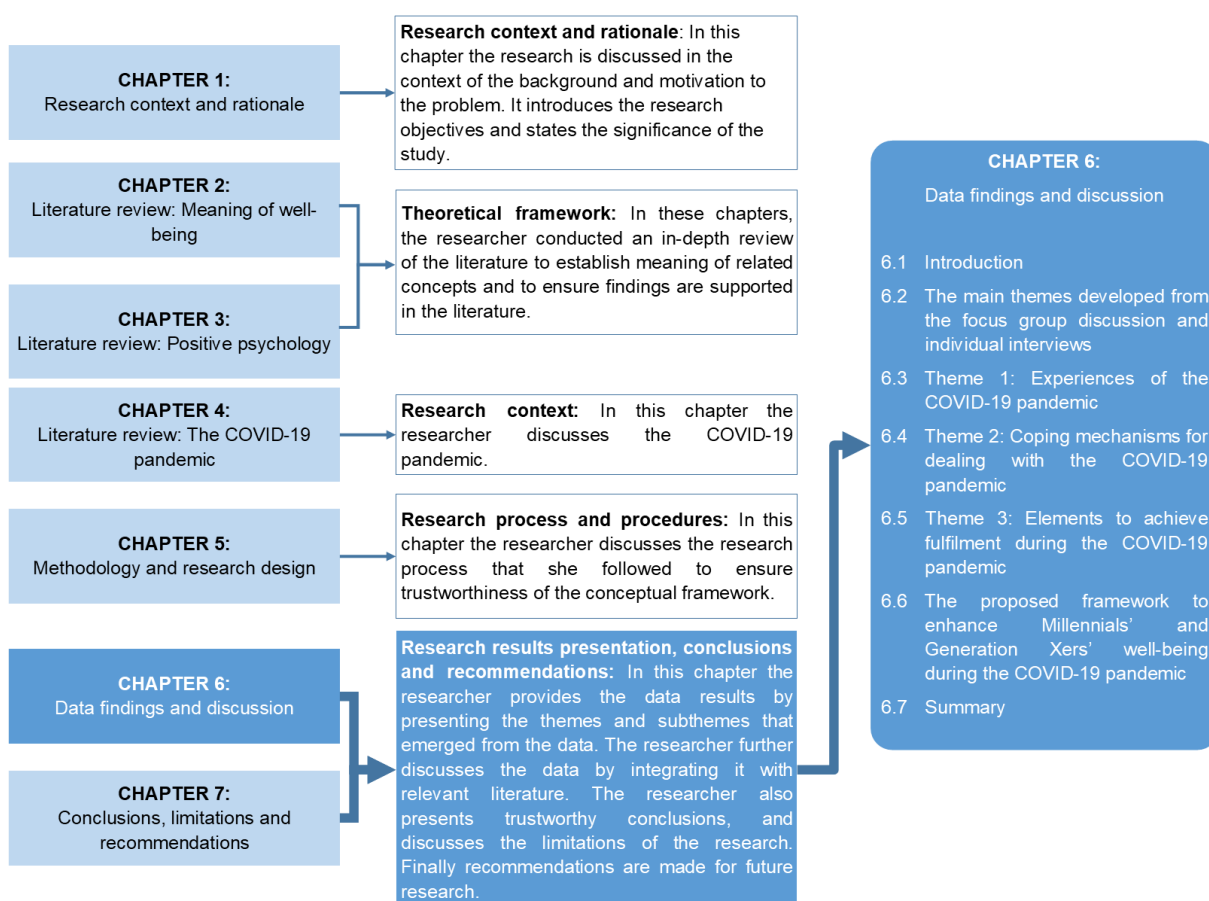 CHAPTER 1:
Research context and rationale
Research context and rationale: In this
chapter the research is discussed in the
context of the background and motivation to
the problem. It introduces the research
objectives and states the significance of the
study.
CHAPTER 2:
Literature review: Meaning of well-
being
CHAPTER 3:
Literature review: Positive psychology
Theoretical framework: In these chapters,
the researcher conducted an in-depth review
of the literature to establish meaning of related
concepts and to ensure findings are supported
in the literature.
CHAPTER 4:
Literature review: The COVID-19
pandemic
Research context: In this chapter the
researcher discusses the COVID-19
pandemic.
CHAPTER 5:
Methodology and research design
Research process and procedures: In this
chapter the researcher discusses the research
process that she followed to ensure
trustworthiness of the conceptual framework.
CHAPTER 6:
Data findings and discussion
CHAPTER 7:
Conclusions, limitations and
recommendations
Research results presentation, conclusions
and recommendations: In this chapter the
researcher provides the data results by
presenting the themes and subthemes that
emerged from the data. The researcher further
discusses the data by integrating it with
relevant literature. The researcher also
presents trustworthy conclusions, and
discusses the limitations of the research.
Finally recommendations are made for future
research.
CHAPTER 6:
Data findings and discussion
6.1 Introduction
6.2 The main themes developed from
the focus group discussion and
individual interviews
6.3 Theme 1: Experiences of the
COVID-19 pandemic
6.4 Theme 2: Coping mechanisms for
dealing with the COVID-19
pandemic
6.5 Theme 3: Elements to achieve
fulfilment during the COVID-19
pandemic
6.6 The proposed framework to
enhance Millennials' and
Generation Xers' well-being
during the COVID-19 pandemic
6.7 Summary